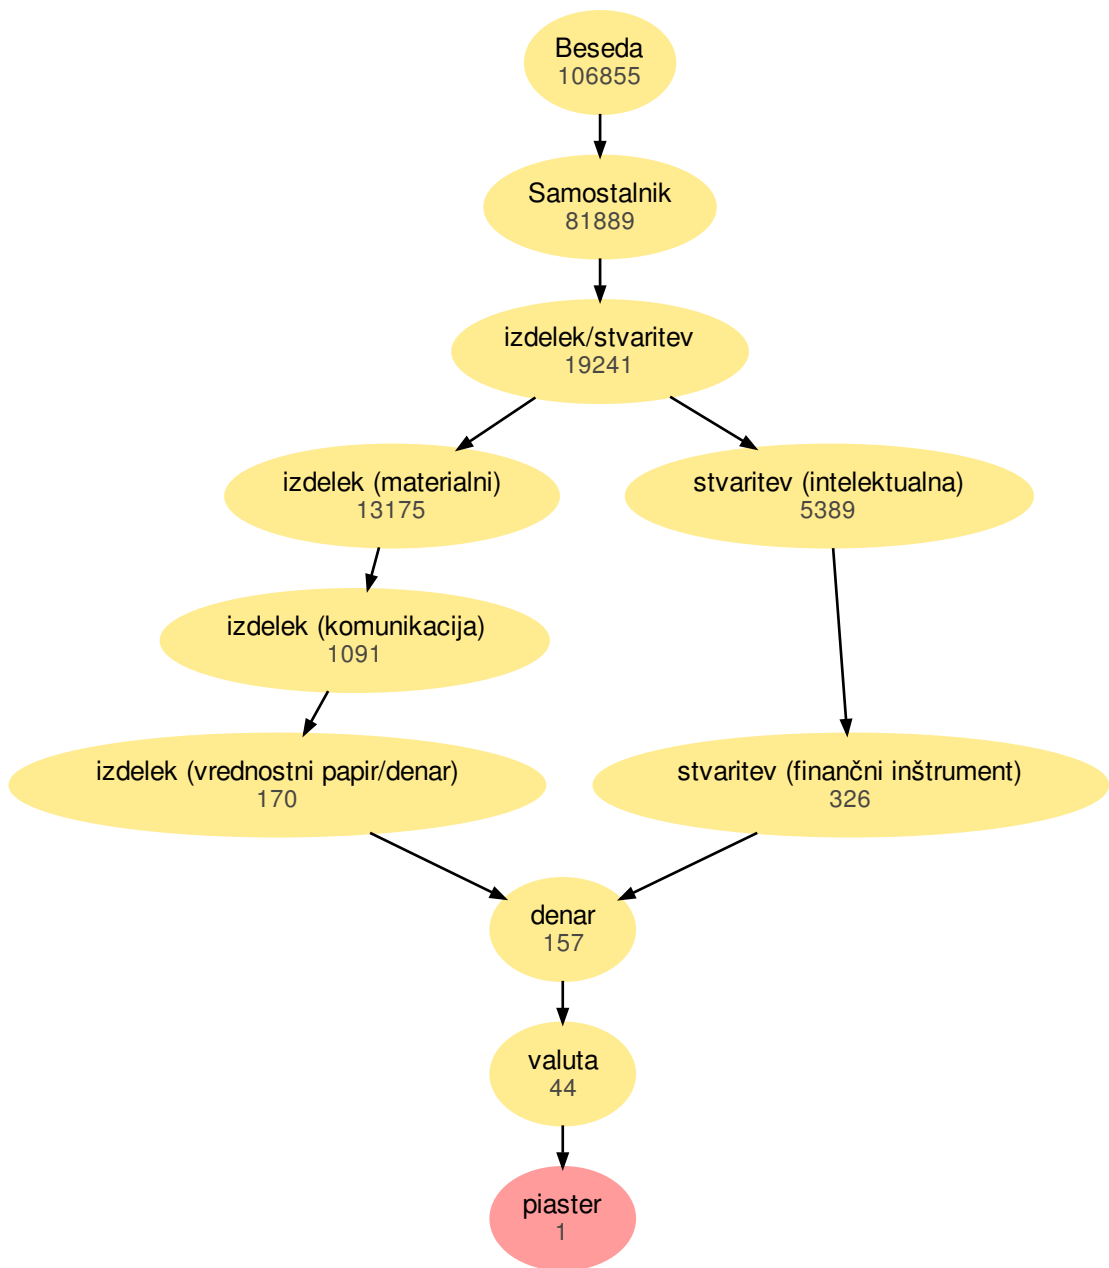 Beseda
106855
Samostalnik
81889
izdelek/stvaritev
19241
izdelek (materialni)
13175
stvaritev (intelektualna)
5389
izdelek (komunikacija)
1091
izdelek (vrednostni papir/denar)
170
stvaritev (finančni inštrument)
326
denar
157
valuta
44
piaster
1